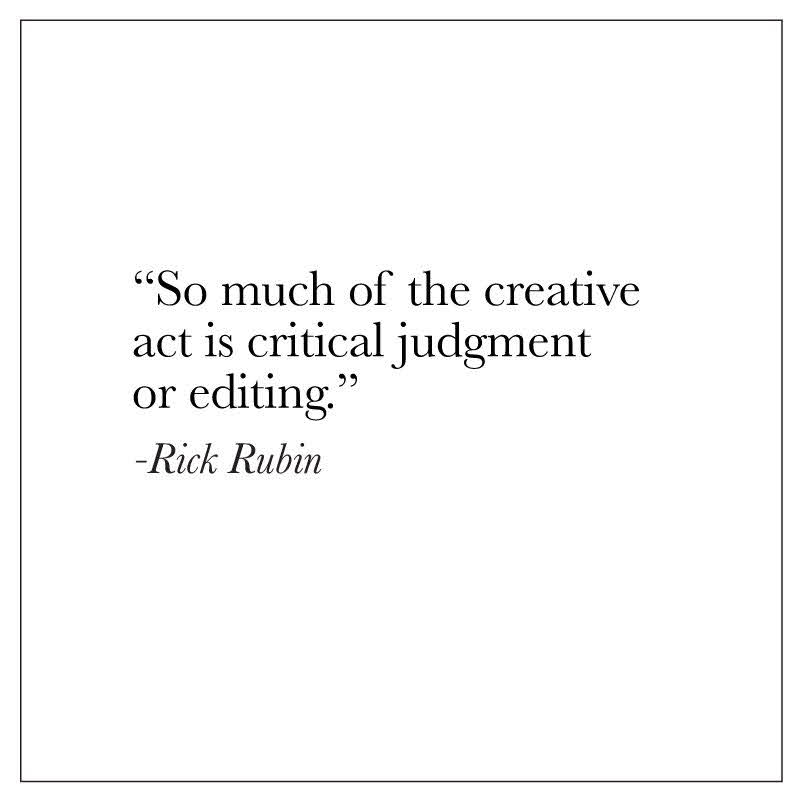 “So much of the creative
act is critical judgment
or editing.”
-Rick Rubin